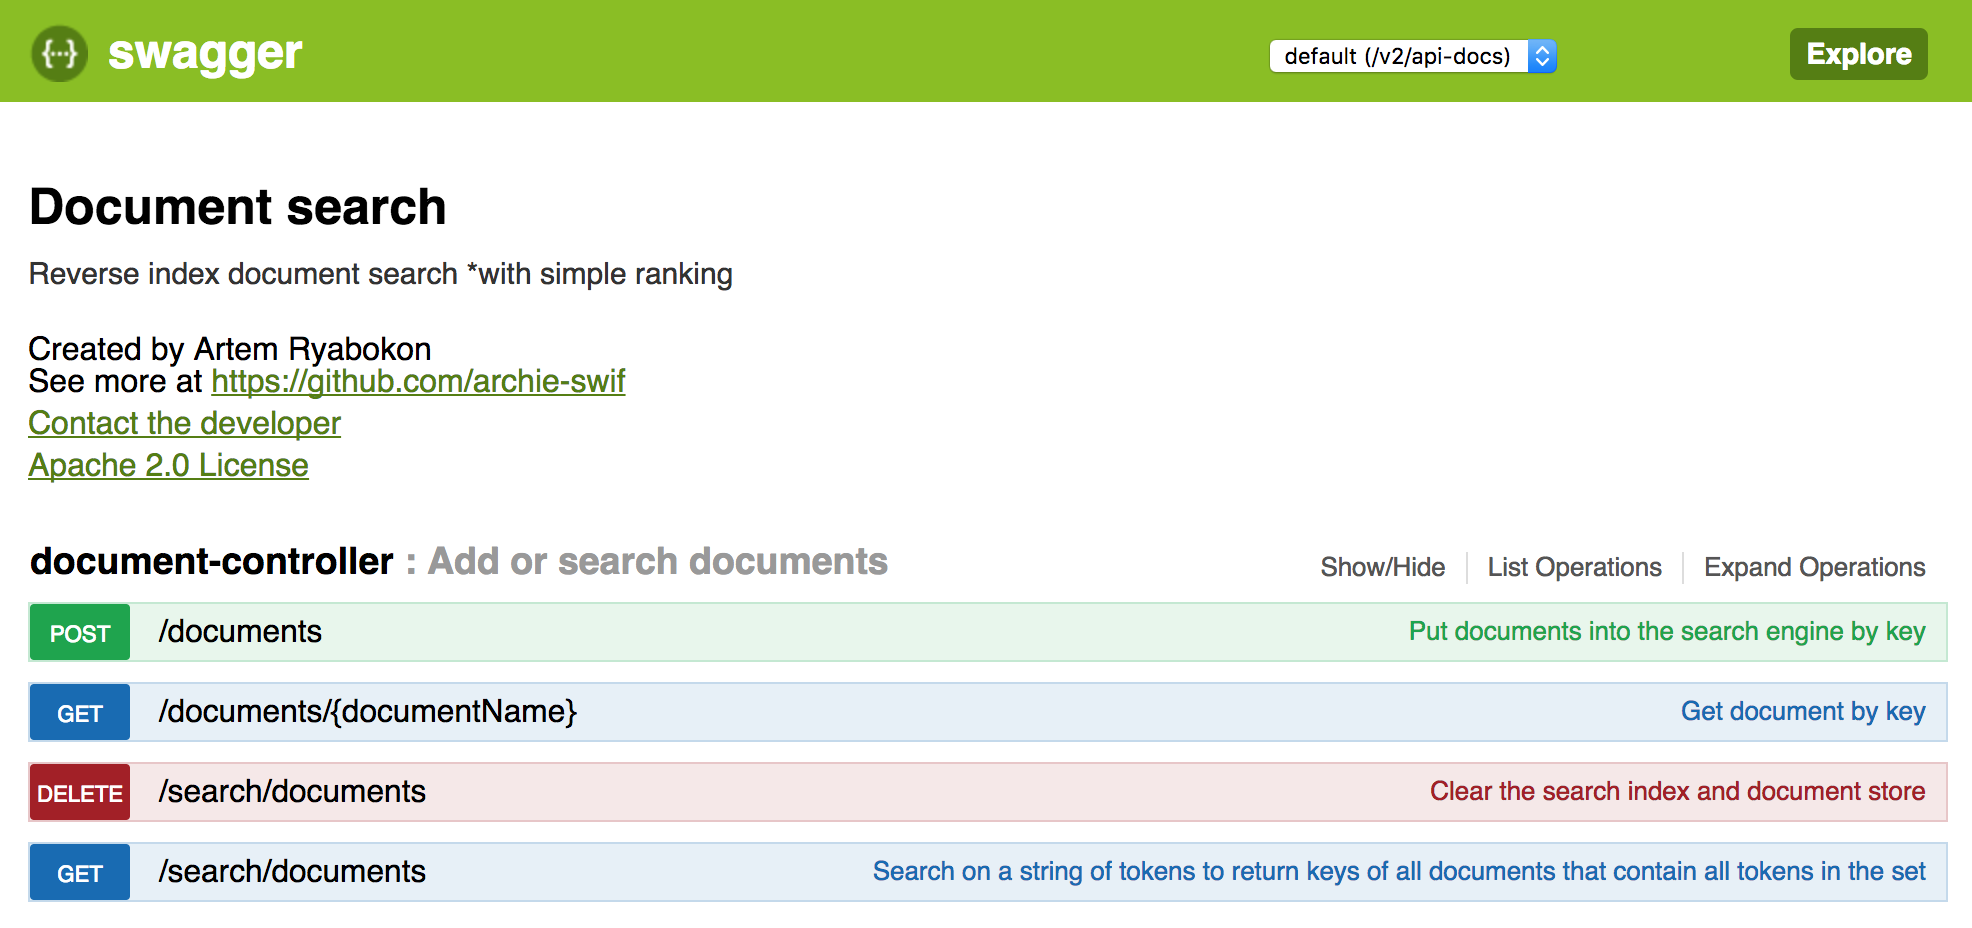 {···} swagger default (/v2/api-docs) Explore
Document search
Reverse index document search *with simple ranking
Created by Artem Ryabokon
See more at https://github.com/archie-swif
Contact the developer
Apache 2.0 License
document-controller : Add or search documents Show/Hide List Operations Expand Operations
POST /documents Put documents into the search engine by key
GET /documents/{documentName} Get document by key
DELETE /search/documents Clear the search index and document store
GET /search/documents Search on a string of tokens to return keys of all documents that contain all tokens in the set